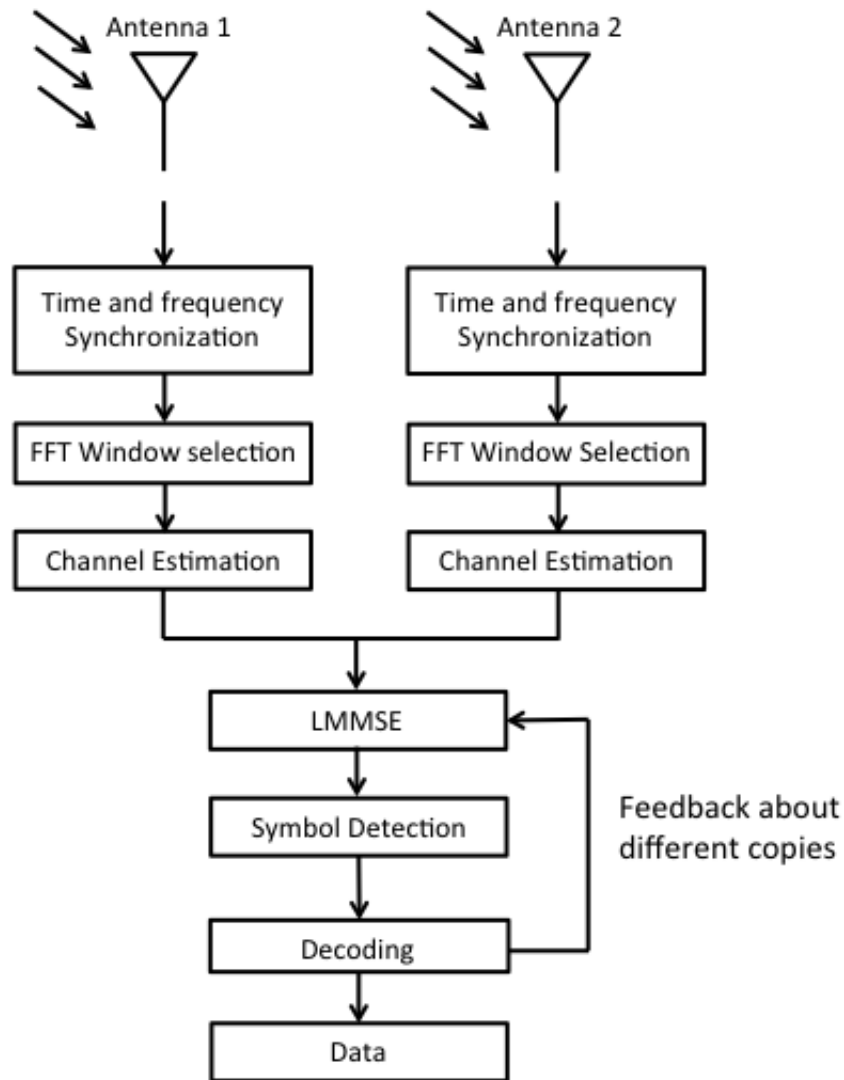 Antenna 1
Antenna 2
Time and frequency
Synchronization
Time and frequency
Synchronization
FFT Window selection
FFT Window Selection
Channel Estimation
Channel Estimation
LMMSE
Symbol Detection
Feedback about
different copies
Decoding
Data